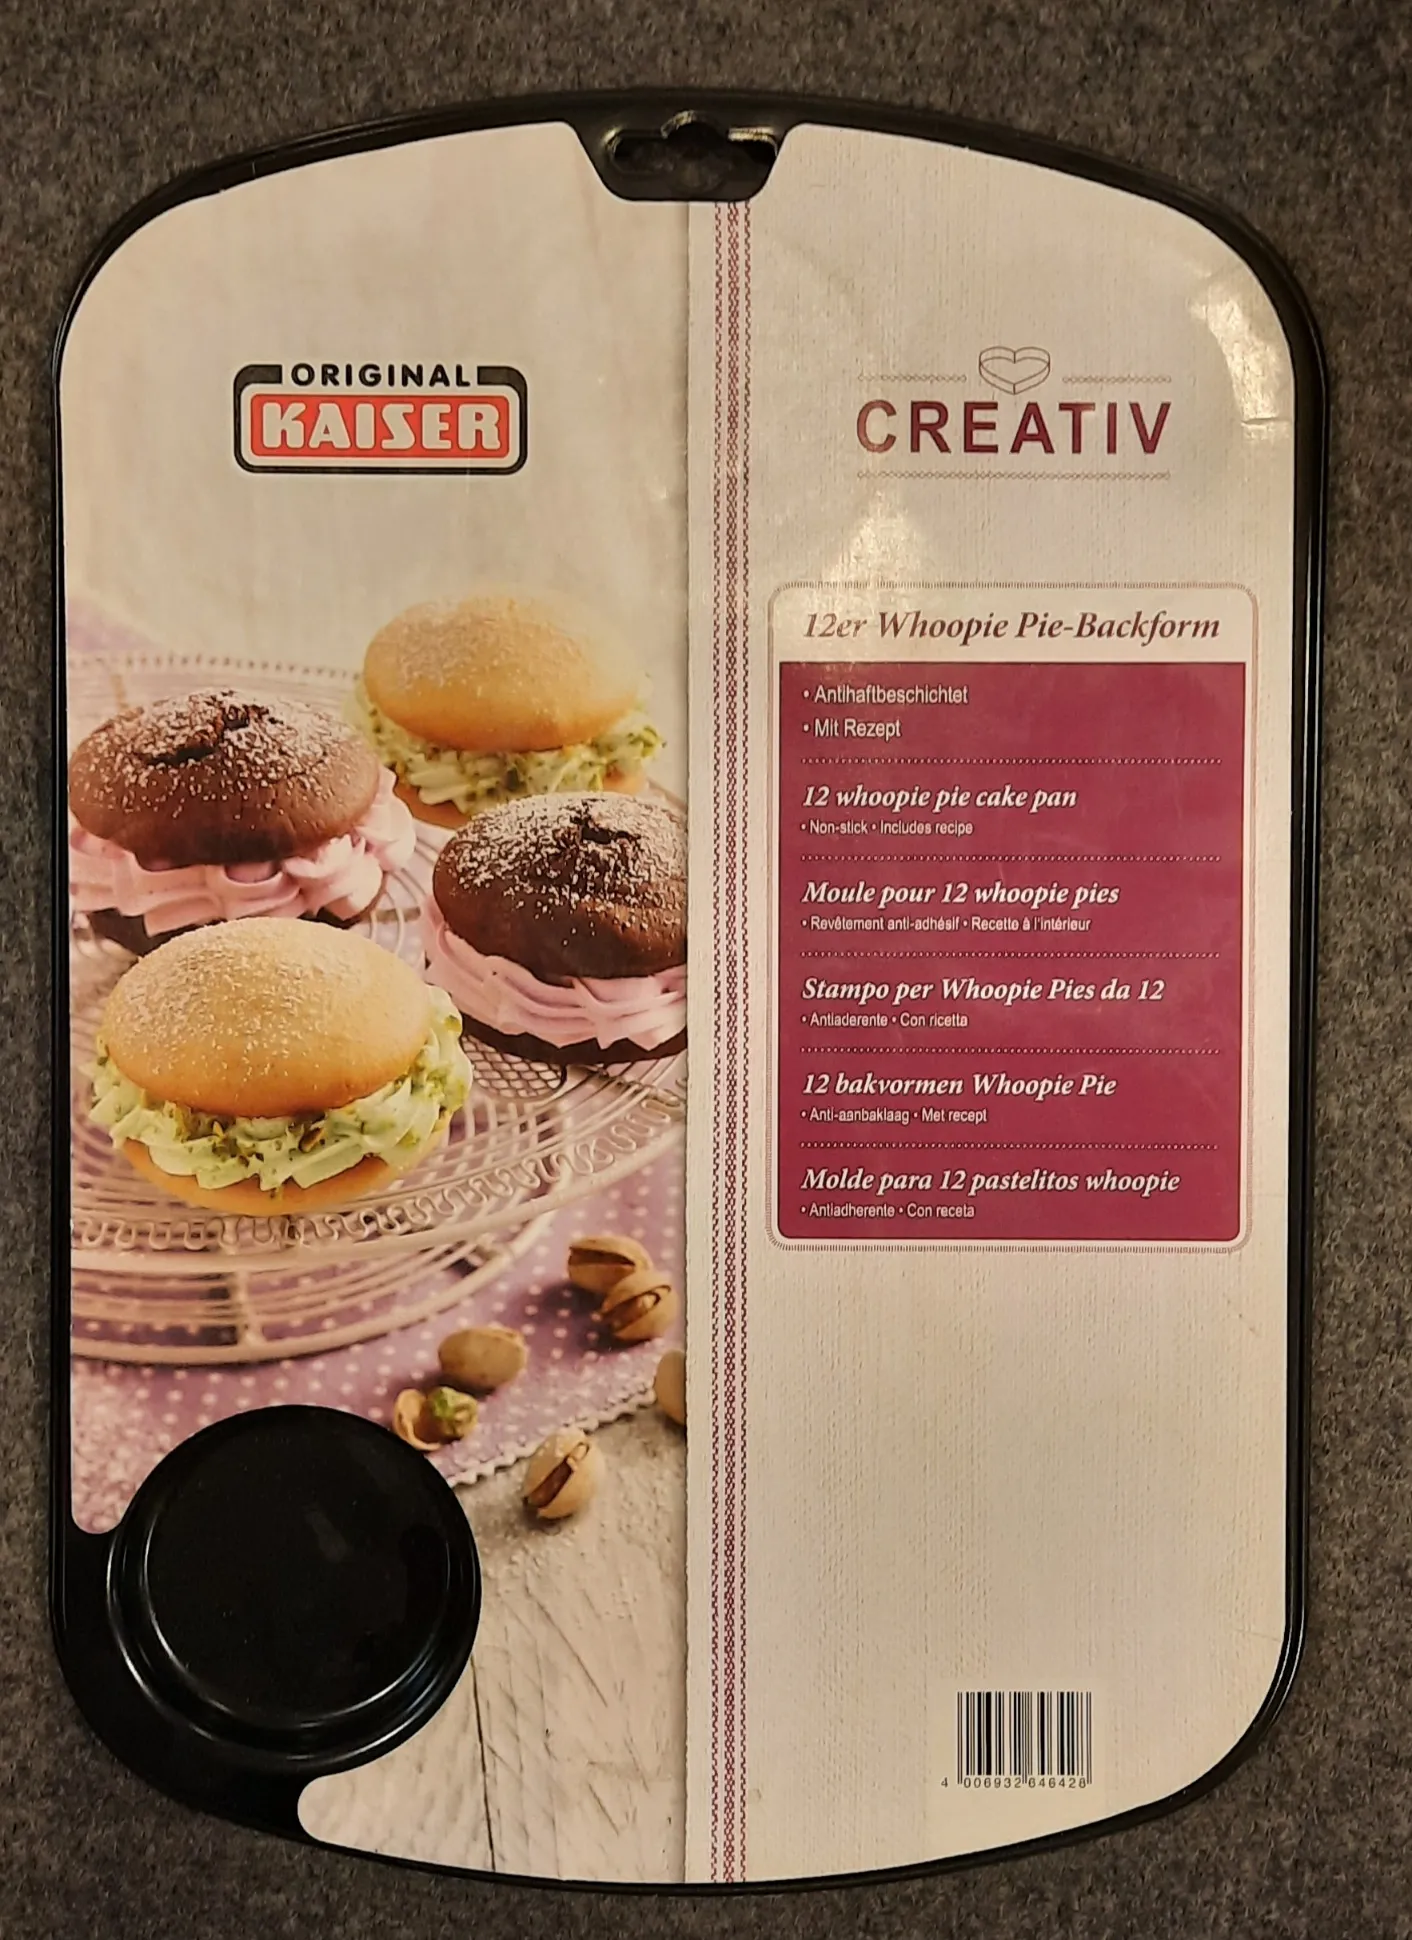 ORIGINAL
KAISER
CREATIV
12er Whoopie Pie-Backform
• Antihaftbeschichtet
• Mit Rezept
12 whoopie pie cake pan
• Non-stick • Includes recipe
Moule pour 12 whoopie pies
• Revêtement anti-adhésif • Recette à l'intérieur
Stampo per Whoopie Pies da 12
• Antiaderente • Con ricetta
12 bakvormen Whoopie Pie
• Anti-aanbaklaag • Met recept
Molde para 12 pastelitos whoopie
• Antiadherente • Con receta
4 006932 646428